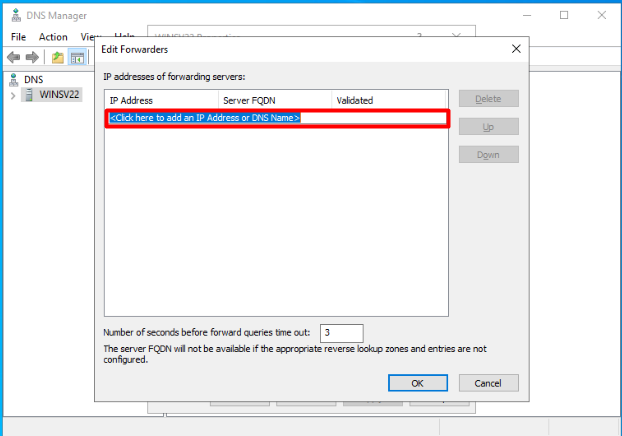 DNS Manager
File Action View Help
WINSV22 Properties
?
Edit Forwarders
DNS
WINSV22
IP addresses of forwarding servers:
IP Address Server FQDN Validated
<Click here to add an IP Address or DNS Name>
Delete
Up
Down
Number of seconds before forward queries time out: 3
The server FQDN will not be available if the appropriate reverse lookup zones and entries are not
configured.
OK Cancel